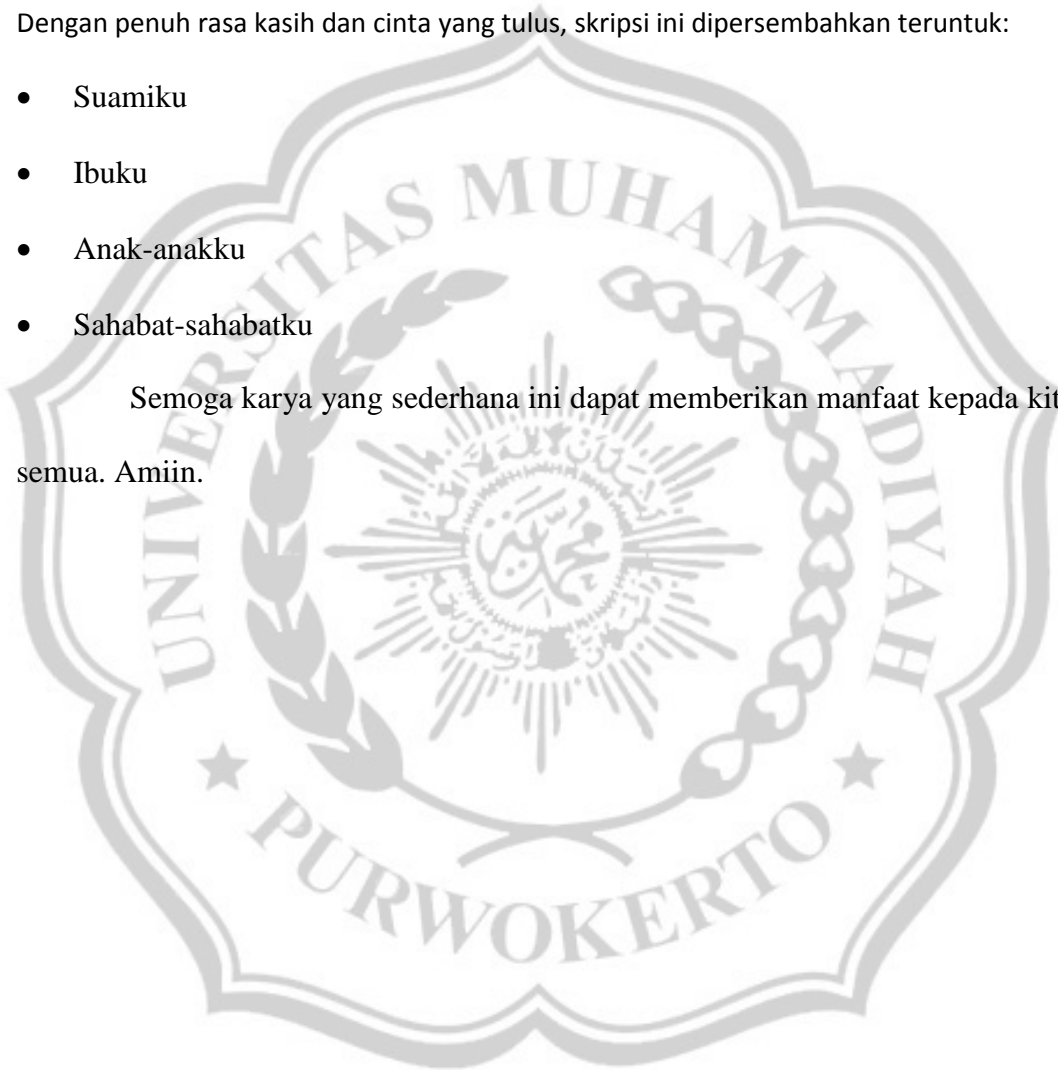 Dengan penuh rasa kasih dan cinta yang tulus, skripsi ini dipersembahkan teruntuk:
• Suamiku
• Ibuku
• Anak-anakku
• Sahabat-sahabatku
Semoga karya yang sederhana ini dapat memberikan manfaat kepada kit
semua. Amiin.
UNIVERSITAS MUHAMMADIYAH
PURWOKERTO